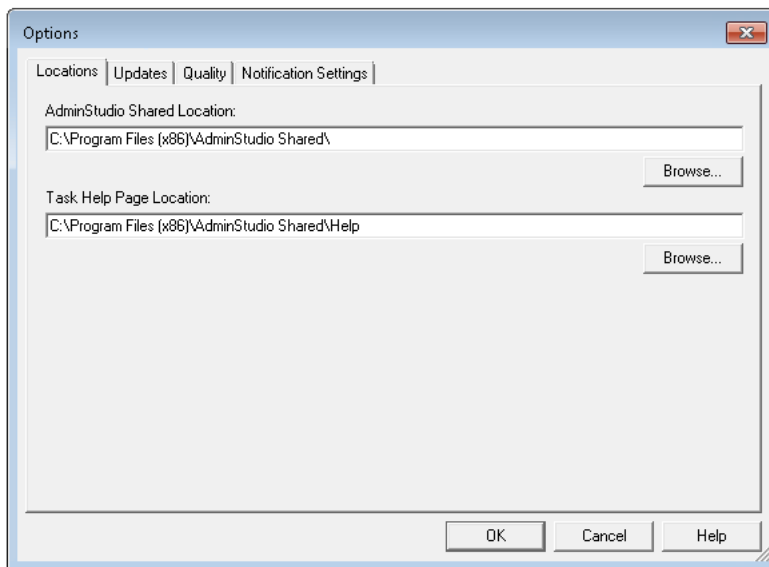 Options
Locations Updates Quality Notification Settings
AdminStudio Shared Location:
C:\Program Files (x86)\AdminStudio Shared\
Browse...
Task Help Page Location:
C:\Program Files (x86)\AdminStudio Shared\Help
Browse...
OK Cancel Help